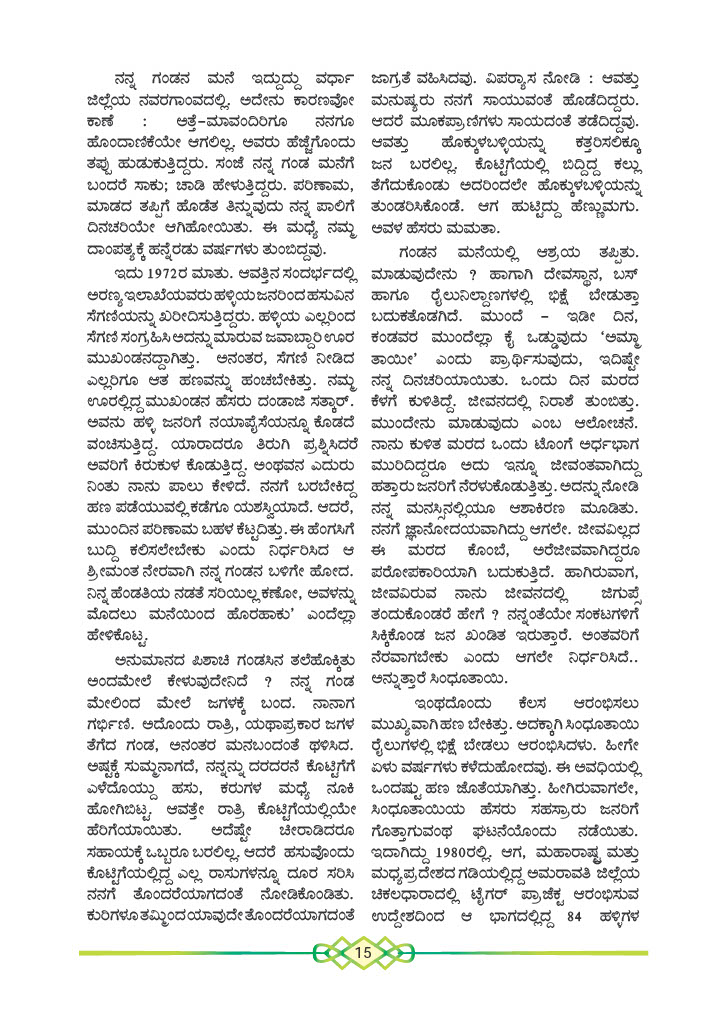 ನನ್ನ ಗಂಡನ ಮನೆ ಇದ್ದುದ್ದು ವರ್ಧಾ
ಜಿಲ್ಲೆಯ ನವರಗಾಂವದಲ್ಲಿ. ಅದೇನು ಕಾರಣವೋ
ಕಾಣೆ : ಅತ್ತೆ–ಮಾವಂದಿರಿಗೂ ನನಗೂ
ಹೊಂದಾಣಿಕೆಯೇ ಆಗಲಿಲ್ಲ. ಅವರು ಹೆಜ್ಜೆಗೊಂದು
ತಪ್ಪು ಹುಡುಕುತ್ತಿದ್ದರು. ಸಂಜೆ ನನ್ನ ಗಂಡ ಮನೆಗೆ
ಬಂದರೆ ಸಾಕು; ಚಾಡಿ ಹೇಳುತ್ತಿದ್ದರು. ಪರಿಣಾಮ,
ಮಾಡದ ತಪ್ಪಿಗೆ ಹೊಡೆತ ತಿನ್ನುವುದು ನನ್ನ ಪಾಲಿಗೆ
ದಿನಚರಿಯೇ ಆಗಿಹೋಯಿತು. ಈ ಮಧ್ಯೆ ನಮ್ಮ
ದಾಂಪತ್ಯಕ್ಕೆ ಹನ್ನೆರಡು ವರ್ಷಗಳು ತುಂಬಿದ್ದವು.
ಇದು 1972ರ ಮಾತು. ಆವತ್ತಿನ ಸಂದರ್ಭದಲ್ಲಿ
ಅರಣ್ಯ ಇಲಾಖೆಯವರು ಹಳ್ಳಿಯ ಜನರಿಂದ ಹಸುವಿನ
ಸೆಗಣಿಯನ್ನು ಖರೀದಿಸುತ್ತಿದ್ದರು. ಹಳ್ಳಿಯ ಎಲ್ಲರಿಂದ
ಸೆಗಣಿ ಸಂಗ್ರಹಿಸಿ ಅದನ್ನು ಮಾರುವ ಜವಾಬ್ದಾರಿ ಊರ
ಮುಖಂಡನದ್ದಾಗಿತ್ತು. ಅನಂತರ, ಸೆಗಣಿ ನೀಡಿದ
ಎಲ್ಲರಿಗೂ ಆತ ಹಣವನ್ನು ಹಂಚಬೇಕಿತ್ತು. ನಮ್ಮ
ಊರಲ್ಲಿದ್ದ ಮುಖಂಡನ ಹೆಸರು ದಂಡಾಜಿ ಸತ್ಕಾರ್.
ಅವನು ಹಳ್ಳಿ ಜನರಿಗೆ ನಯಾಪೈಸೆಯನ್ನೂ ಕೊಡದೆ
ವಂಚಿಸುತ್ತಿದ್ದ. ಯಾರಾದರೂ ತಿರುಗಿ ಪ್ರಶ್ನಿಸಿದರೆ
ಅವರಿಗೆ ಕಿರುಕುಳ ಕೊಡುತ್ತಿದ್ದ. ಅಂಥವನ ಎದುರು
ನಿಂತು ನಾನು ಪಾಲು ಕೇಳಿದೆ. ನನಗೆ ಬರಬೇಕಿದ್ದ
ಹಣ ಪಡೆಯುವಲ್ಲಿ ಕಡೆಗೂ ಯಶಸ್ವಿಯಾದೆ. ಆದರೆ,
ಮುಂದಿನ ಪರಿಣಾಮ ಬಹಳ ಕೆಟ್ಟದಿತ್ತು. ಈ ಹೆಂಗಸಿಗೆ
ಬುದ್ದಿ ಕಲಿಸಲೇಬೇಕು ಎಂದು ನಿರ್ಧರಿಸಿದ ಆ
ಶ್ರೀಮಂತ ನೇರವಾಗಿ ನನ್ನ ಗಂಡನ ಬಳಿಗೇ ಹೋದ.
ನಿನ್ನ ಹೆಂಡತಿಯ ನಡತೆ ಸರಿಯಿಲ್ಲ ಕಣೋ, ಅವಳನ್ನು
ಮೊದಲು ಮನೆಯಿಂದ ಹೊರಹಾಕು' ಎಂದೆಲ್ಲಾ
ಹೇಳಿಕೊಟ್ಟ.
ಅನುಮಾನದ ಪಿಶಾಚಿ ಗಂಡಸಿನ ತಲೆಹೊಕ್ಕಿತು
ಅಂದಮೇಲೆ ಕೇಳುವುದೇನಿದೆ ? ನನ್ನ ಗಂಡ
ಮೇಲಿಂದ ಮೇಲೆ ಜಗಳಕ್ಕೆ ಬಂದ. ನಾನಾಗ
ಗರ್ಭಿಣಿ. ಅದೊಂದು ರಾತ್ರಿ, ಯಥಾಪ್ರಕಾರ ಜಗಳ
ತೆಗೆದ ಗಂಡ, ಅನಂತರ ಮನಬಂದಂತೆ ಥಳಿಸಿದ.
ಅಷ್ಟಕ್ಕೆ ಸುಮ್ಮನಾಗದೆ, ನನ್ನನ್ನು ದರದರನೆ ಕೊಟ್ಟಿಗೆಗೆ
ಎಳೆದೊಯ್ದು ಹಸು, ಕರುಗಳ ಮಧ್ಯೆ ನೂಕಿ
ಹೋಗಿಬಿಟ್ಟ. ಆವತ್ತೇ ರಾತ್ರಿ ಕೊಟ್ಟಿಗೆಯಲ್ಲಿಯೇ
ಹೆರಿಗೆಯಾಯಿತು. ಅದೆಷ್ಟೇ ಚೀರಾಡಿದರೂ
ಸಹಾಯಕ್ಕೆ ಒಬ್ಬರೂ ಬರಲಿಲ್ಲ. ಆದರೆ ಹಸುವೊಂದು
ಕೊಟ್ಟಿಗೆಯಲ್ಲಿದ್ದ ಎಲ್ಲ ರಾಸುಗಳನ್ನೂ ದೂರ ಸರಿಸಿ
ನನಗೆ ತೊಂದರೆಯಾಗದಂತೆ ನೋಡಿಕೊಂಡಿತು.
ಕುರಿಗಳೂ ತಮ್ಮಿಂದ ಯಾವುದೇ ತೊಂದರೆಯಾಗದಂತೆ
ಜಾಗ್ರತೆ ವಹಿಸಿದವು. ವಿಪರ‍್ಯಾಸ ನೋಡಿ : ಆವತ್ತು
ಮನುಷ್ಯರು ನನಗೆ ಸಾಯುವಂತೆ ಹೊಡೆದಿದ್ದರು.
ಆದರೆ ಮೂಕಪ್ರಾಣಿಗಳು ಸಾಯದಂತೆ ತಡೆದಿದ್ದವು.
ಆವತ್ತು ಹೊಕ್ಕುಳಬಳ್ಳಿಯನ್ನು ಕತ್ತರಿಸಲಿಕ್ಕೂ
ಜನ ಬರಲಿಲ್ಲ. ಕೊಟ್ಟಿಗೆಯಲ್ಲಿ ಬಿದ್ದಿದ್ದ ಕಲ್ಲು
ತೆಗೆದುಕೊಂಡು ಅದರಿಂದಲೇ ಹೊಕ್ಕುಳಬಳ್ಳಿಯನ್ನು
ತುಂಡರಿಸಿಕೊಂಡೆ. ಆಗ ಹುಟ್ಟಿದ್ದು ಹೆಣ್ಣುಮಗು.
ಅವಳ ಹೆಸರು ಮಮತಾ.
ಗಂಡನ ಮನೆಯಲ್ಲಿ ಆಶ್ರಯ ತಪ್ಪಿತು.
ಮಾಡುವುದೇನು ? ಹಾಗಾಗಿ ದೇವಸ್ಥಾನ, ಬಸ್
ಹಾಗೂ ರೈಲುನಿಲ್ದಾಣಗಳಲ್ಲಿ ಭಿಕ್ಷೆ ಬೇಡುತ್ತಾ
ಬದುಕತೊಡಗಿದೆ. ಮುಂದೆ – ಇಡೀ ದಿನ,
ಕಂಡವರ ಮುಂದೆಲ್ಲಾ ಕೈ ಒಡ್ಡುವುದು 'ಅಮ್ಮಾ
ತಾಯೀ' ಎಂದು ಪ್ರಾರ್ಥಿಸುವುದು, ಇದಿಷ್ಟೇ
ನನ್ನ ದಿನಚರಿಯಾಯಿತು. ಒಂದು ದಿನ ಮರದ
ಕೆಳಗೆ ಕುಳಿತಿದ್ದೆ. ಜೀವನದಲ್ಲಿ ನಿರಾಶೆ ತುಂಬಿತ್ತು.
ಮುಂದೇನು ಮಾಡುವುದು ಎಂಬ ಆಲೋಚನೆ.
ನಾನು ಕುಳಿತ ಮರದ ಒಂದು ಟೊಂಗೆ ಅರ್ಧಭಾಗ
ಮುರಿದಿದ್ದರೂ ಅದು ಇನ್ನೂ ಜೀವಂತವಾಗಿದ್ದು
ಹತ್ತಾರು ಜನರಿಗೆ ನೆರಳುಕೊಡುತ್ತಿತ್ತು. ಅದನ್ನು ನೋಡಿ
ನನ್ನ ಮನಸ್ಸಿನಲ್ಲಿಯೂ ಆಶಾಕಿರಣ ಮೂಡಿತು.
ನನಗೆ ಜ್ಞಾನೋದಯವಾಗಿದ್ದು ಆಗಲೇ. ಜೀವವಿಲ್ಲದ
ಈ ಮರದ ಕೊಂಬೆ, ಅರೆಜೀವವಾಗಿದ್ದರೂ
ಪರೋಪಕಾರಿಯಾಗಿ ಬದುಕುತ್ತಿದೆ. ಹಾಗಿರುವಾಗ,
ಜೀವವಿರುವ ನಾನು ಜೀವನದಲ್ಲಿ ಜಿಗುಪ್ಸೆ
ತಂದುಕೊಂಡರೆ ಹೇಗೆ ? ನನ್ನಂತೆಯೇ ಸಂಕಟಗಳಿಗೆ
ಸಿಕ್ಕಿಕೊಂಡ ಜನ ಖಂಡಿತ ಇರುತ್ತಾರೆ. ಅಂತವರಿಗೆ
ನೆರವಾಗಬೇಕು ಎಂದು ಆಗಲೇ ನಿರ್ಧರಿಸಿದೆ..
ಅನ್ನುತ್ತಾರೆ ಸಿಂಧೂತಾಯಿ.
ಇಂಥದೊಂದು ಕೆಲಸ ಆರಂಭಿಸಲು
ಮುಖ್ಯವಾಗಿ ಹಣ ಬೇಕಿತ್ತು. ಅದಕ್ಕಾಗಿ ಸಿಂಧೂತಾಯಿ
ರೈಲುಗಳಲ್ಲಿ ಭಿಕ್ಷೆ ಬೇಡಲು ಆರಂಭಿಸಿದಳು. ಹೀಗೇ
ಏಳು ವರ್ಷಗಳು ಕಳೆದುಹೋದವು. ಈ ಅವಧಿಯಲ್ಲಿ
ಒಂದಷ್ಟು ಹಣ ಜೊತೆಯಾಗಿತ್ತು. ಹೀಗಿರುವಾಗಲೇ,
ಸಿಂಧೂತಾಯಿಯ ಹೆಸರು ಸಹಸ್ರಾರು ಜನರಿಗೆ
ಗೊತ್ತಾಗುವಂಥ ಘಟನೆಯೊಂದು ನಡೆಯಿತು.
ಇದಾಗಿದ್ದು 1980ರಲ್ಲಿ. ಆಗ, ಮಹಾರಾಷ್ಟ್ರ ಮತ್ತು
ಮಧ್ಯಪ್ರದೇಶದ ಗಡಿಯಲ್ಲಿದ್ದ ಅಮರಾವತಿ ಜಿಲ್ಲೆಯ
ಚಿಕಲಧಾರಾದಲ್ಲಿ ಟೈಗರ್ ಪ್ರಾಜೆಕ್ಟ್ ಆರಂಭಿಸುವ
ಉದ್ದೇಶದಿಂದ ಆ ಭಾಗದಲ್ಲಿದ್ದ 84 ಹಳ್ಳಿಗಳ
15